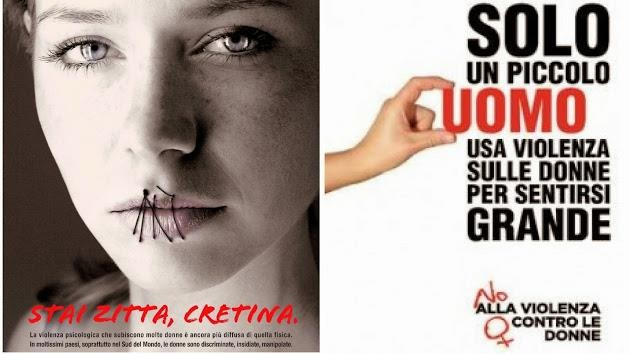 STAI ZITTA, CRETINA.
La violenza psicologica che subiscono molte donne è ancora più diffusa di quella fisica.
In moltissimi paesi, soprattutto nel Sud del Mondo, le donne sono discriminate, insidiate, manipolate.
SOLO
UN PICCOLO
UOMO
USA VIOLENZA
SULLE DONNE
PER SENTIRSI
GRANDE
No
ALLA VIOLENZA
CONTRO LE
DONNE